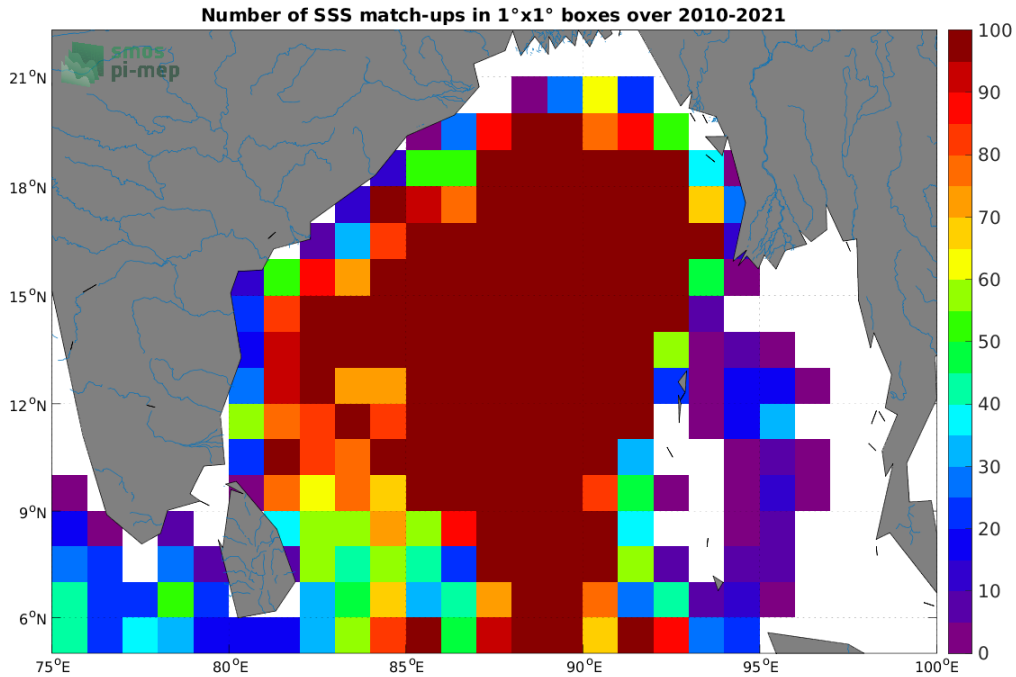 Number of SSS match-ups in 1°x1° boxes over 2010-2021
smos
pi-mep
21°N
18°N
15°N
12°N
9°N
6°N
75°E
80°E
85°E
90°E
95°E
100°E
100
90
80
70
60
50
40
30
20
10
0